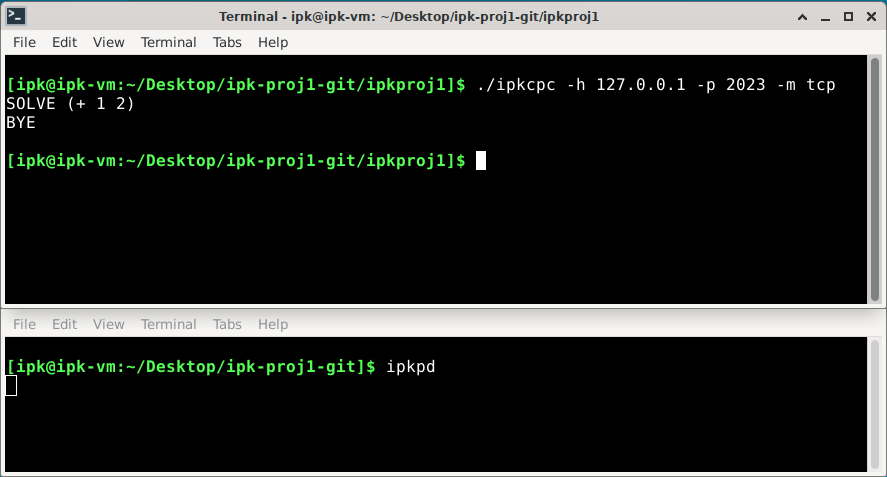 Terminal - ipk@ipk-vm: ~/Desktop/ipk-proj1-git/ipkproj1
File Edit View Terminal Tabs Help
[ipk@ipk-vm:~/Desktop/ipk-proj1-git/ipkproj1]$ ./ipkcpc -h 127.0.0.1 -p 2023 -m tcp
SOLVE (+ 1 2)
BYE
[ipk@ipk-vm:~/Desktop/ipk-proj1-git/ipkproj1]$
File Edit View Terminal Tabs Help
[ipk@ipk-vm:~/Desktop/ipk-proj1-git]$ ipkpd